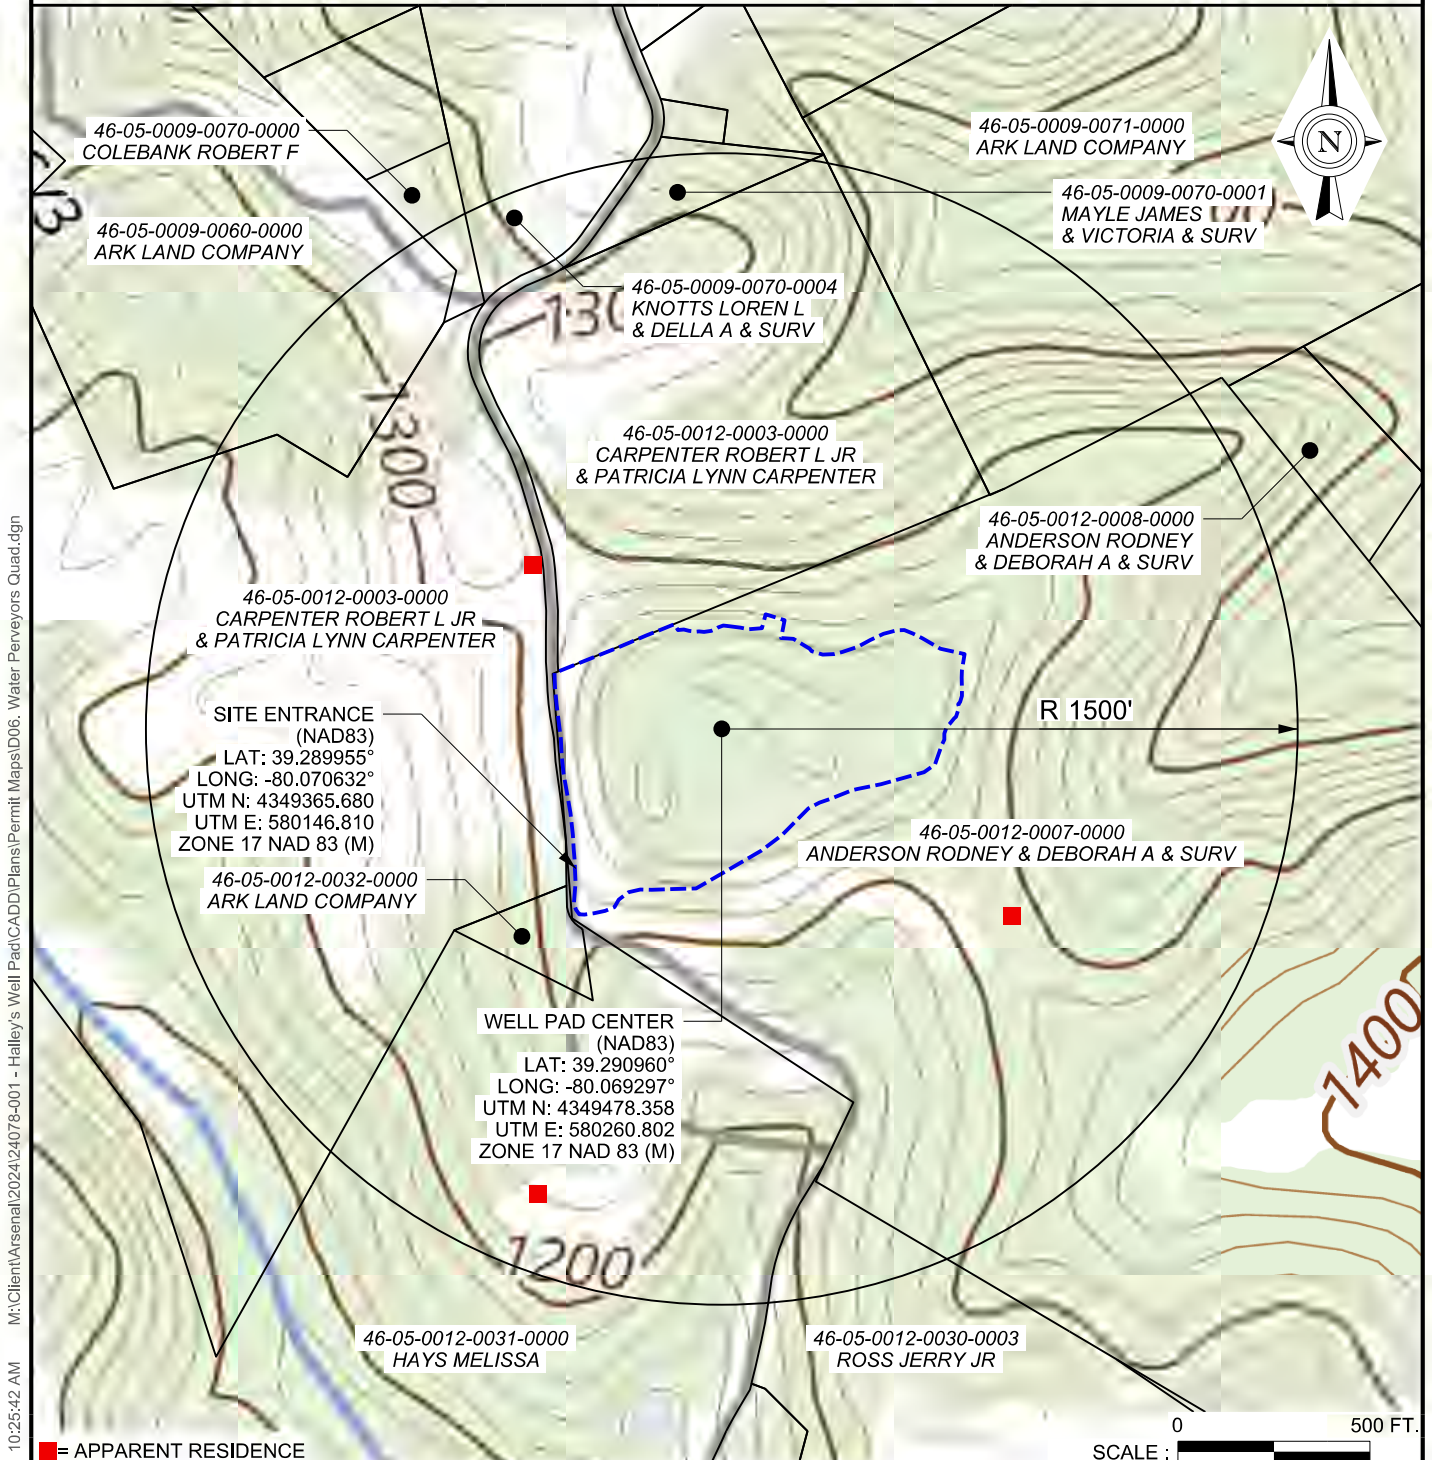 46-05-0009-0070-0000
COLEBANK ROBERT F
46-05-0009-0071-0000
ARK LAND COMPANY
N
46-05-0009-0070-0001
MAYLE JAMES
& VICTORIA & SURV
46-05-0009-0060-0000
ARK LAND COMPANY
46-05-0009-0070-0004
KNOTTS LOREN L
& DELLA A & SURV
1300
46-05-0012-0003-0000
CARPENTER ROBERT L JR
& PATRICIA LYNN CARPENTER
46-05-0012-0008-0000
ANDERSON RODNEY
& DEBORAH A & SURV
46-05-0012-0003-0000
CARPENTER ROBERT L JR
& PATRICIA LYNN CARPENTER
SITE ENTRANCE
(NAD83)
LAT: 39.289955°
LONG: -80.070632°
UTM N: 4349365.680
UTM E: 580146.810
ZONE 17 NAD 83 (M)
R 1500'
46-05-0012-0007-0000
ANDERSON RODNEY & DEBORAH A & SURV
46-05-0012-0032-0000
ARK LAND COMPANY
WELL PAD CENTER
(NAD83)
LAT: 39.290960°
LONG: -80.069297°
UTM N: 4349478.358
UTM E: 580260.802
ZONE 17 NAD 83 (M)
1400
1200
46-05-0012-0031-0000
HAYS MELISSA
46-05-0012-0030-0003
ROSS JERRY JR
= APPARENT RESIDENCE
0 500 FT.
SCALE :
10:25:42 AM M:\Client\Arsenal\2024\24078-001 - Halley's Well Pad\CADD\Plans\Permit Maps\D06. Water Perveyors Quad.dgn